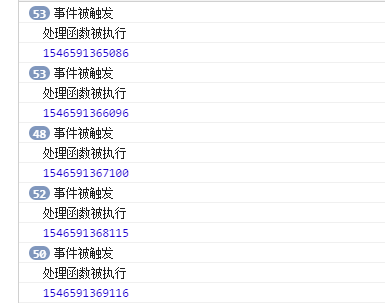 53 事件被触发
处理函数被执行
1546591365086
53 事件被触发
处理函数被执行
1546591366096
48 事件被触发
处理函数被执行
1546591367100
52 事件被触发
处理函数被执行
1546591368115
50 事件被触发
处理函数被执行
1546591369116